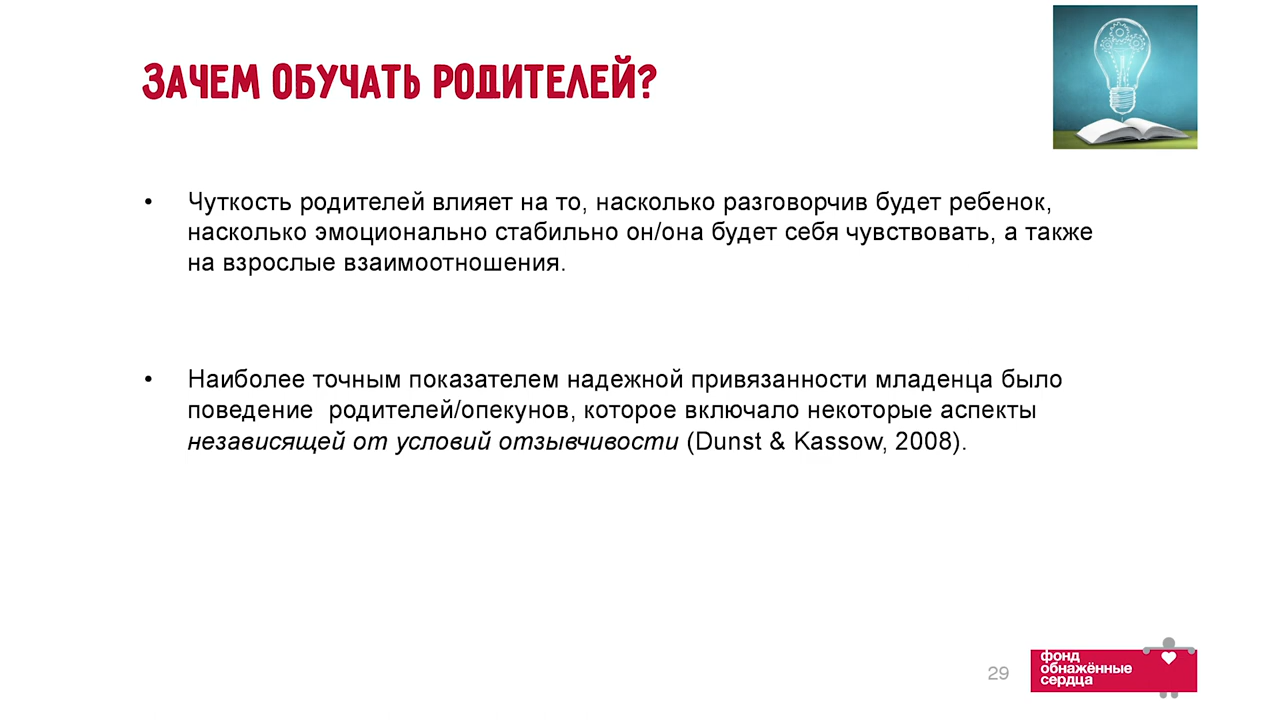 ЗАЧЕМ ОБУЧАТЬ РОДИТЕЛЕЙ?
• Чуткость родителей влияет на то, насколько разговорчив будет ребенок,
насколько эмоционально стабильно он/она будет себя чувствовать, а также
на взрослые взаимоотношения.
• Наиболее точным показателем надежной привязанности младенца было
поведение  родителей/опекунов, которое включало некоторые аспекты
независящей от условий отзывчивости (Dunst & Kassow, 2008).
29
фонд
обнажённые
сердца